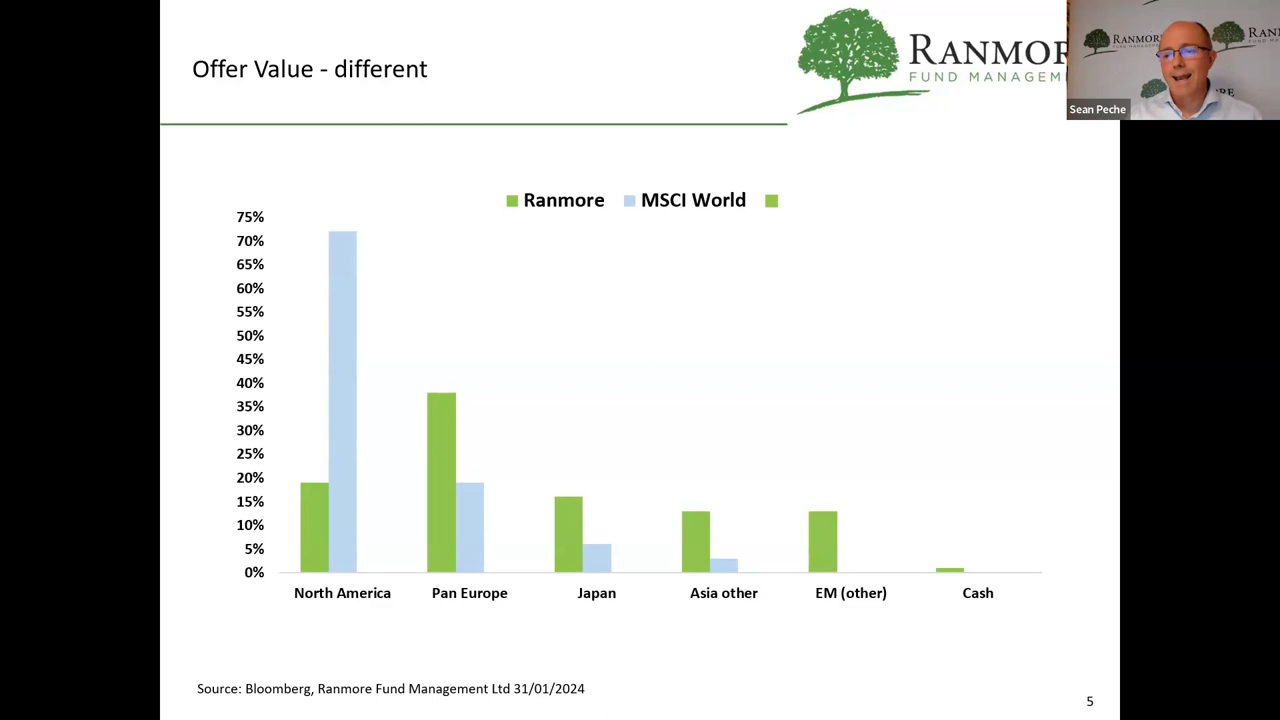 Offer Value - different
RANMORE
FUND MANAGEM
RANMORE
Sean Peche
Ranmore
MSCI World
75%
70%
65%
60%
55%
50%
45%
40%
35%
30%
25%
20%
15%
10%
5%
0%
North America
Pan Europe
Japan
Asia other
EM (other)
Cash
Source: Bloomberg, Ranmore Fund Management Ltd 31/01/2024
5